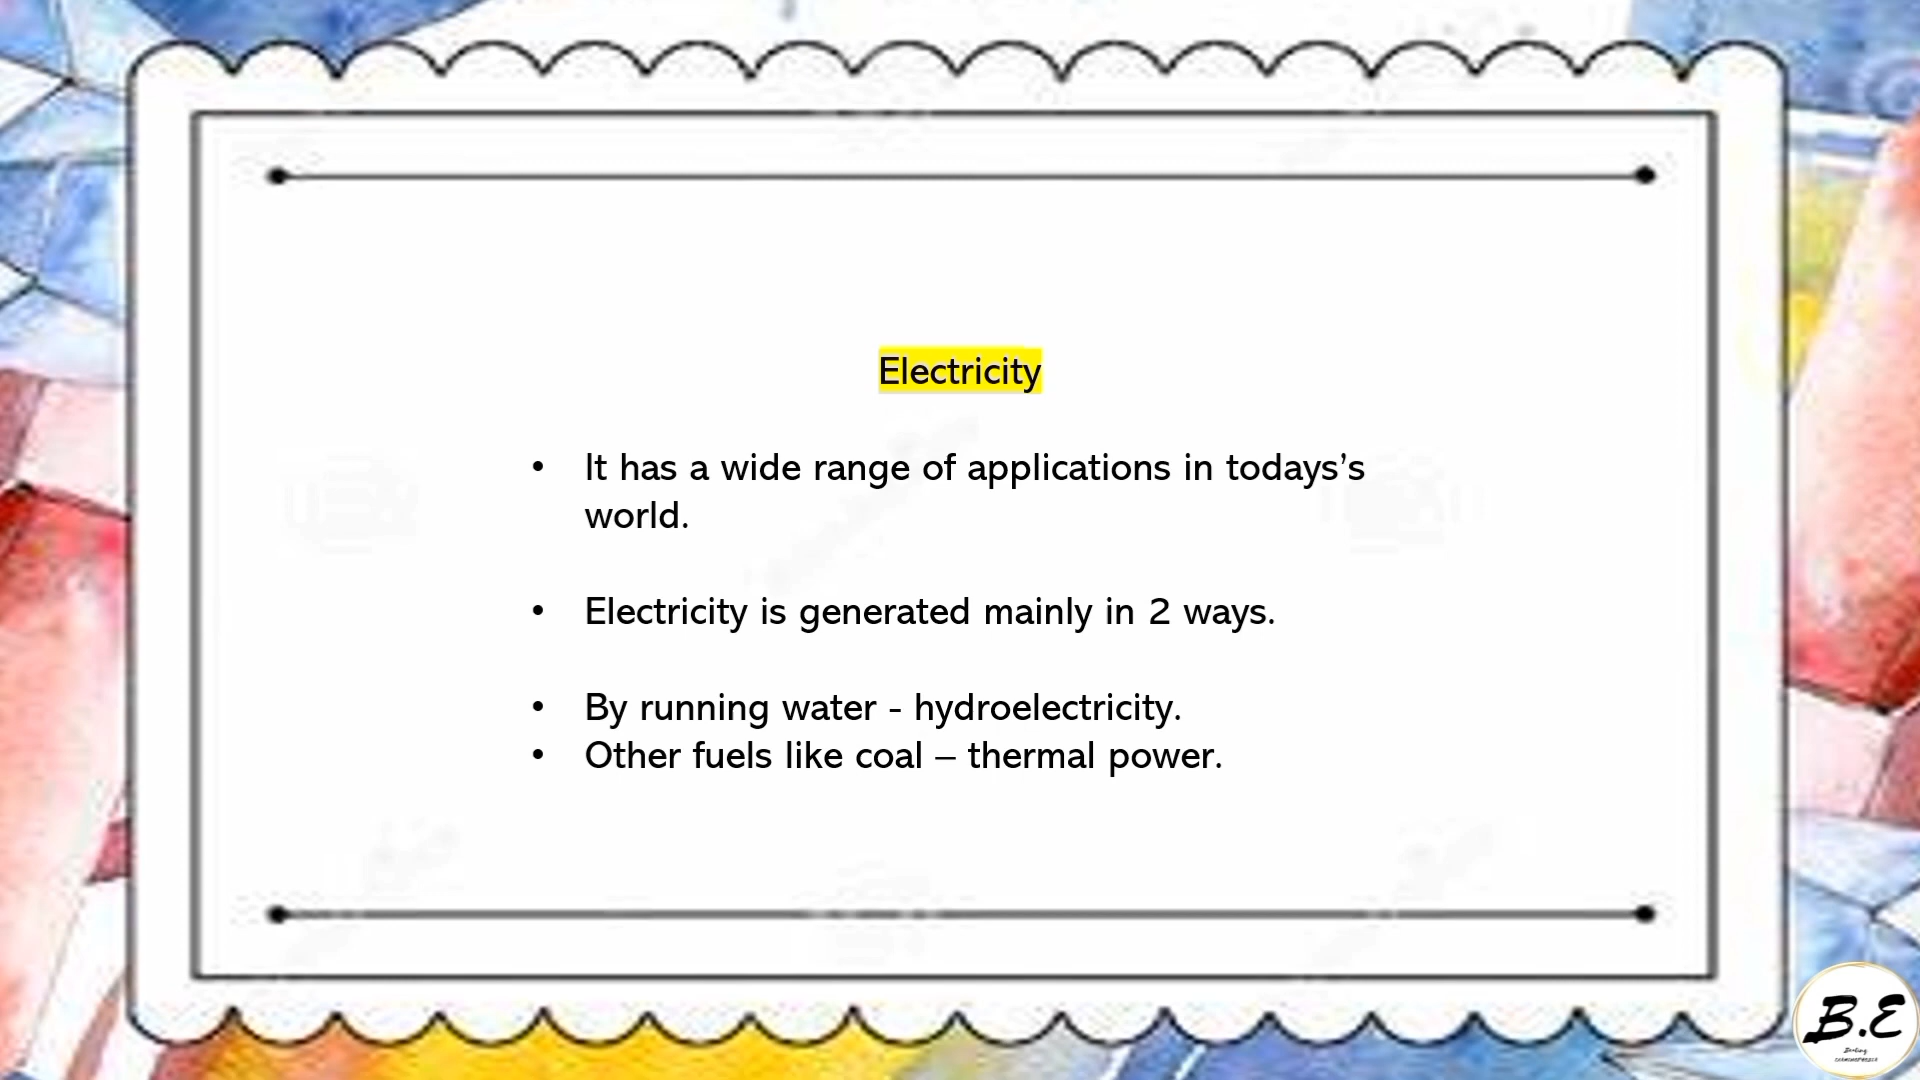 Electricity
• It has a wide range of applications in todays’s
world.
• Electricity is generated mainly in 2 ways.
• By running water - hydroelectricity.
• Other fuels like coal – thermal power.
B.E